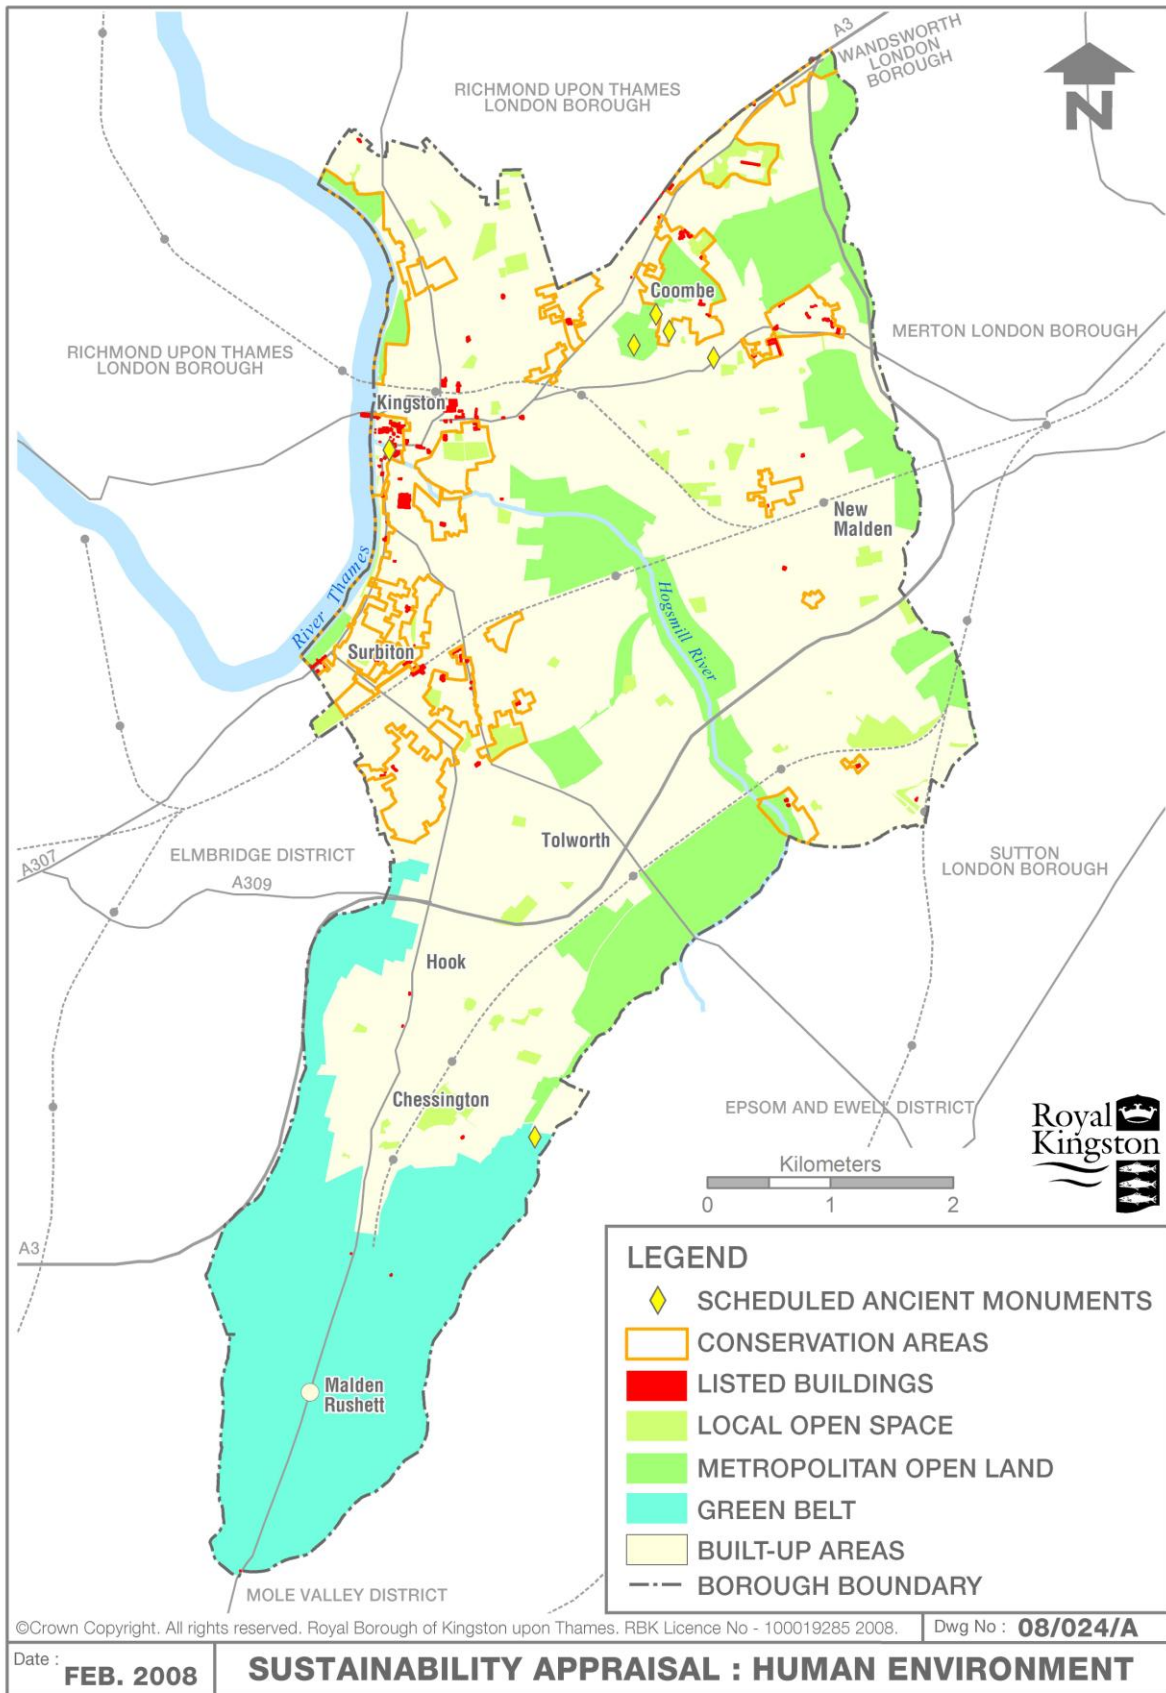 A3
WANDSWORTH
LONDON
BOROUGH
RICHMOND UPON THAMES
LONDON BOROUGH
N
Coombe
MERTON LONDON BOROUGH
RICHMOND UPON THAMES
LONDON BOROUGH
Kingston
New
Malden
River Thames
Hogsmill River
Surbiton
Tolworth
A307
ELMBRIDGE DISTRICT
A309
SUTTON
LONDON BOROUGH
Hook
Chessington
EPSOM AND EWELL DISTRICT
Royal
Kingston
Kilometers
0 1 2
A3
Malden
Rushett
MOLE VALLEY DISTRICT
LEGEND
SCHEDULED ANCIENT MONUMENTS
CONSERVATION AREAS
LISTED BUILDINGS
LOCAL OPEN SPACE
METROPOLITAN OPEN LAND
GREEN BELT
BUILT-UP AREAS
BOROUGH BOUNDARY
©Crown Copyright. All rights reserved. Royal Borough of Kingston upon Thames. RBK Licence No - 100019285 2008.
Dwg No : 08/024/A
Date : FEB. 2008
SUSTAINABILITY APPRAISAL : HUMAN ENVIRONMENT